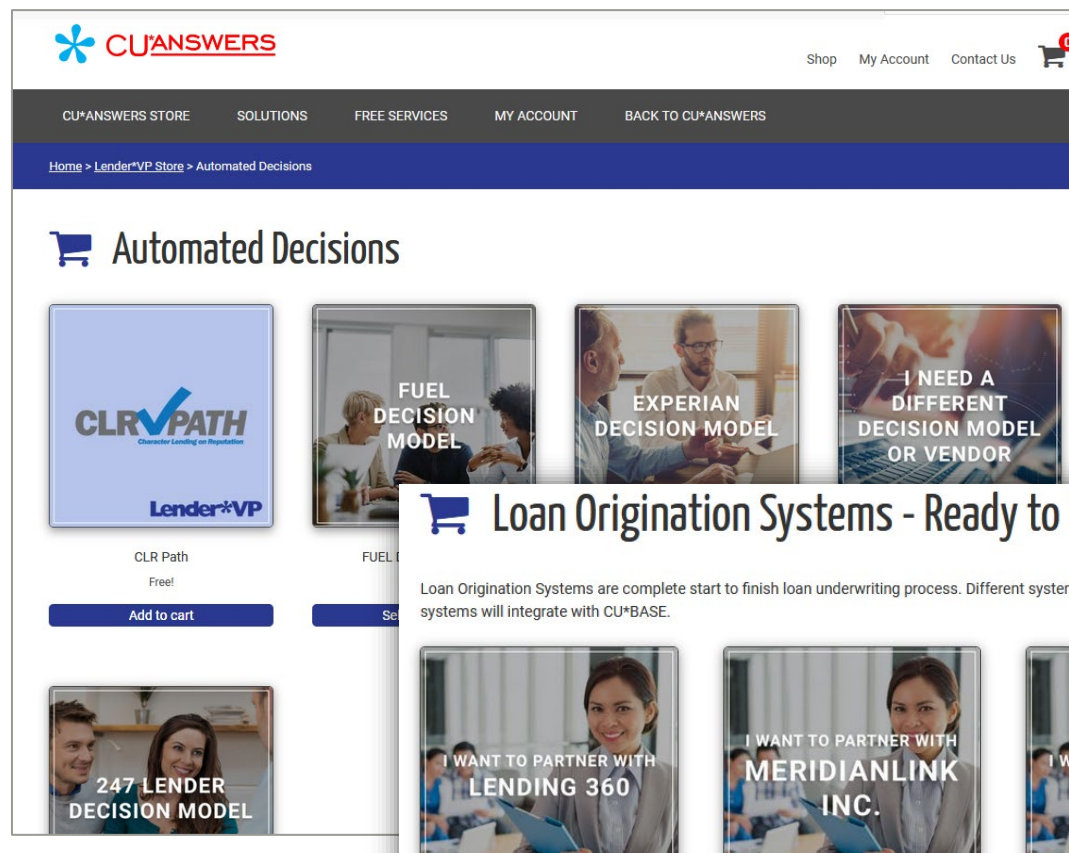 CU*ANSWERS
Shop My Account Contact Us
CU*ANSWERS STORE SOLUTIONS FREE SERVICES MY ACCOUNT BACK TO CU*ANSWERS
Home > Lender*VP Store > Automated Decisions
Automated Decisions
CLR PATH
Character Lending on Reputation
Lender*VP
FUEL
DECISION
MODEL
EXPERIAN
DECISION MODEL
I NEED A
DIFFERENT
DECISION MODEL
OR VENDOR
CLR Path
Free!
Add to cart
FUEL
247 LENDER
DECISION MODEL
Loan Origination Systems - Ready to
Loan Origination Systems are complete start to finish loan underwriting process. Different
systems will integrate with CU*BASE.
I WANT TO PARTNER WITH
LENDING 360
I WANT TO PARTNER WITH
MERIDIANLINK
INC.